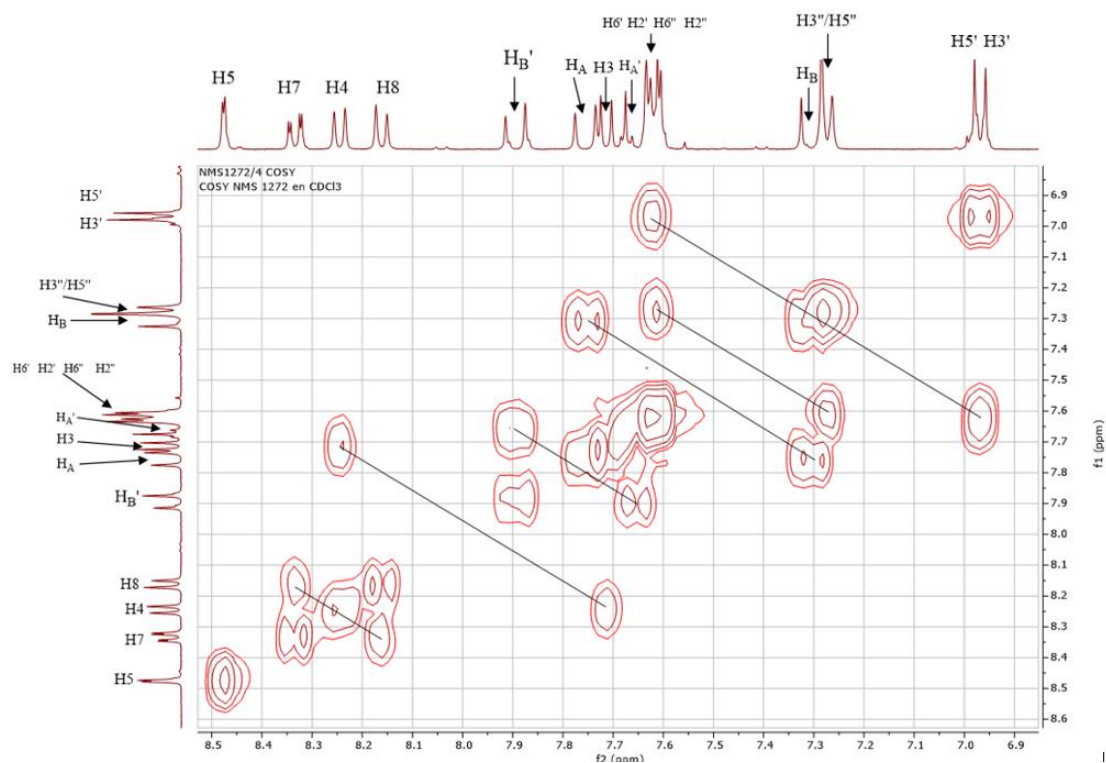 H6' H2' H6" H2"
H3"/H5"
H5' H3'
HB'
HA H3 HA'
HB
H5
H7
H4
H8
NMS1272/4 COSY
COSY NMS 1272 en CDCl3
H5'
H3'
H3"/H5"
HB
H6' H2' H6" H2"
HA'
H3
HA
HB'
H8
H4
H7
H5
6.9
7.0
7.1
7.2
7.3
7.4
7.5
7.6
7.7
7.8
7.9
8.0
8.1
8.2
8.3
8.4
8.5
8.6
f1 (ppm)
8.5 8.4 8.3 8.2 8.1 8.0 7.9 7.8 7.7 7.6 7.5 7.4 7.3 7.2 7.1 7.0 6.9
f2 (ppm)